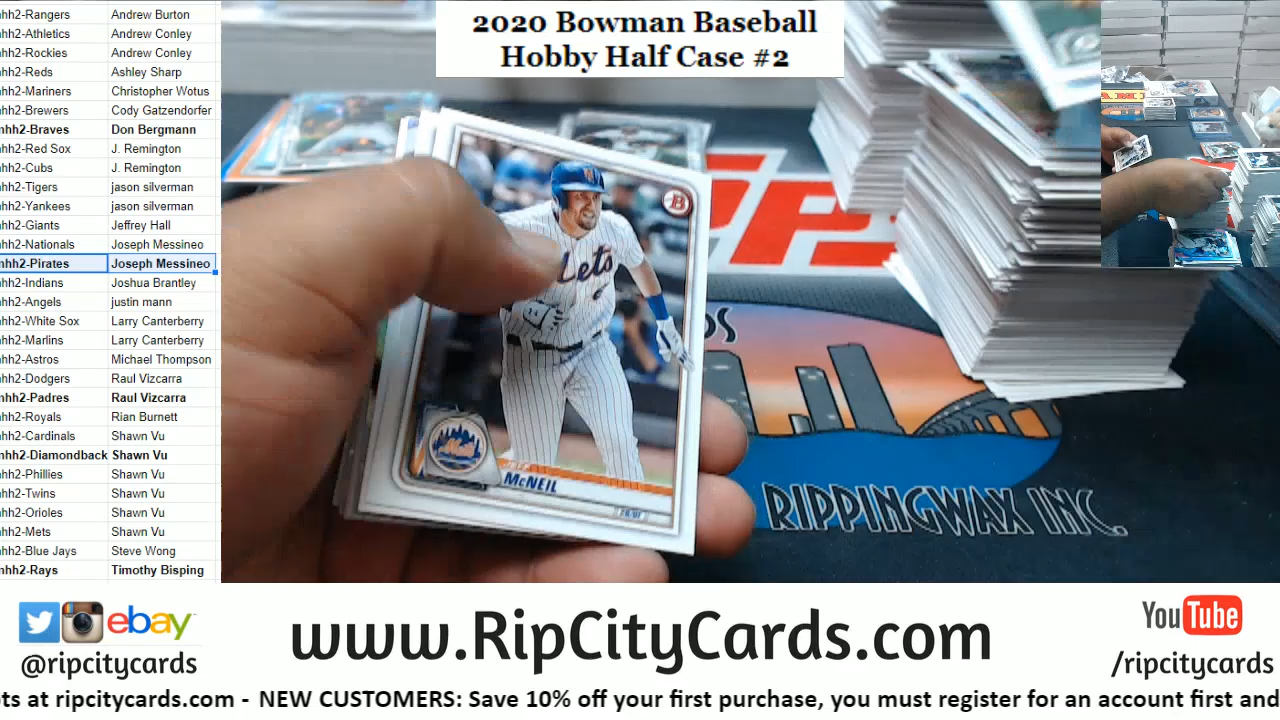 2020 Bowman Baseball
Hobby Half Case #2
hh2-Rangers Andrew Burton
hh2-Athletics Andrew Conley
hh2-Rockies Andrew Conley
hh2-Reds Ashley Sharp
hh2-Mariners Christopher Wotus
hh2-Brewers Cody Gatzendorfer
hh2-Braves Don Bergmann
hh2-Red Sox J. Remington
hh2-Cubs J. Remington
hh2-Tigers jason silverman
hh2-Yankees jason silverman
hh2-Giants Jeffrey Hall
hh2-Nationals Joseph Messineo
hh2-Pirates Joseph Messineo
hh2-Indians Joshua Brantley
hh2-Angels justin mann
hh2-White Sox Larry Canterberry
hh2-Marlins Larry Canterberry
hh2-Astros Michael Thompson
hh2-Dodgers Raul Vizcarra
hh2-Padres Raul Vizcarra
hh2-Royals Rian Burnett
hh2-Cardinals Shawn Vu
hh2-Diamondback Shawn Vu
hh2-Phillies Shawn Vu
hh2-Twins Shawn Vu
hh2-Orioles Shawn Vu
hh2-Mets Shawn Vu
hh2-Blue Jays Steve Wong
hh2-Rays Timothy Bisping
B
Mets
McNEIL
RIPPINGWAX INC.
ebay
@ripcitycards
www.RipCityCards.com
YouTube
/ripcitycards
ots at ripcitycards.com - NEW CUSTOMERS: Save 10% off your first purchase, you must register for an account first and